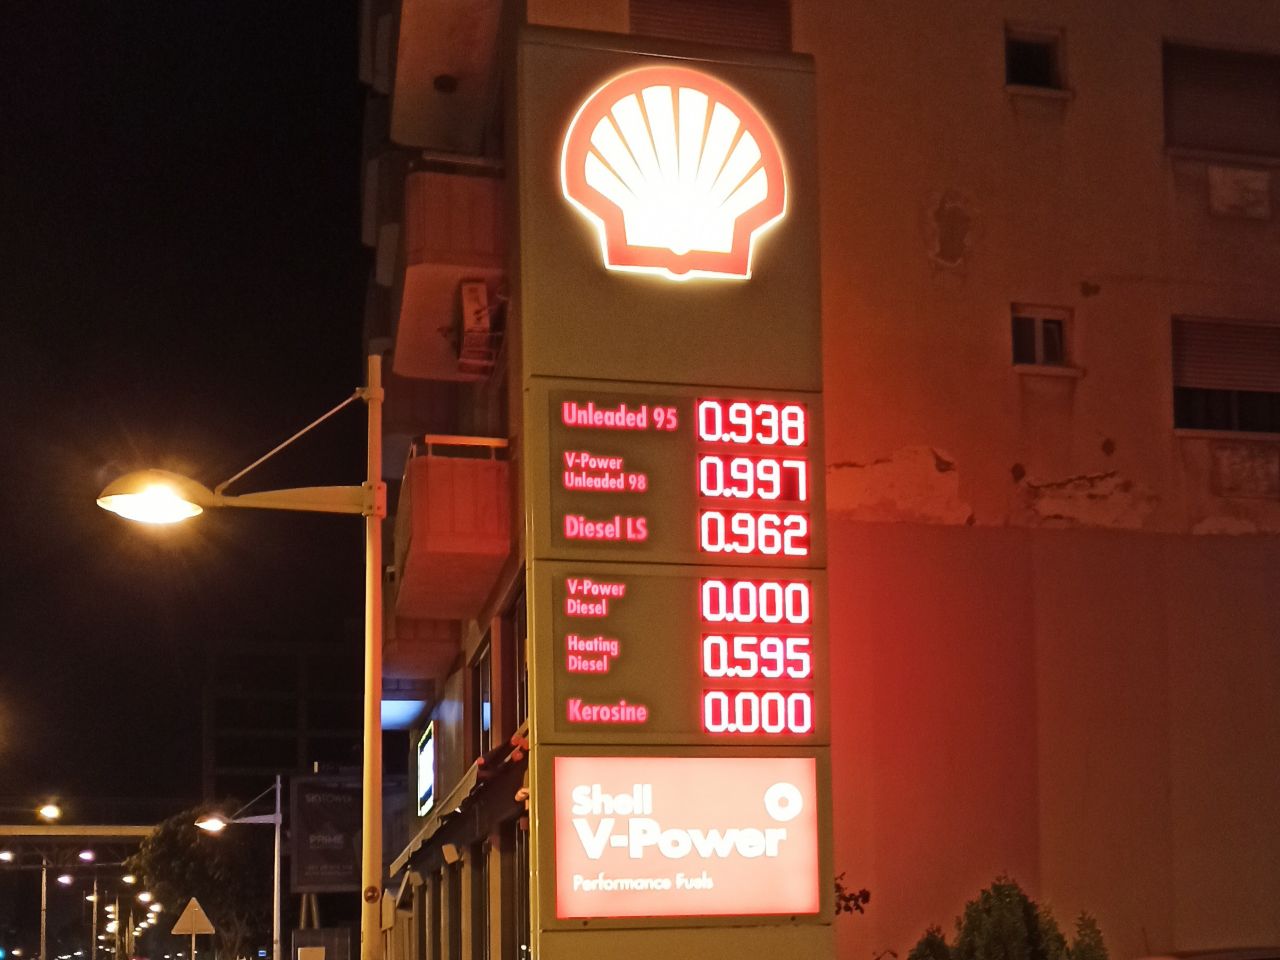 Unleaded 95 0.938
V-Power
Unleaded 98 0.997
Diesel LS 0.962
V-Power
Diesel 0.000
Heating
Diesel 0.595
Kerosine 0.000
Shell
V-Power
Performance Fuels
PRIME